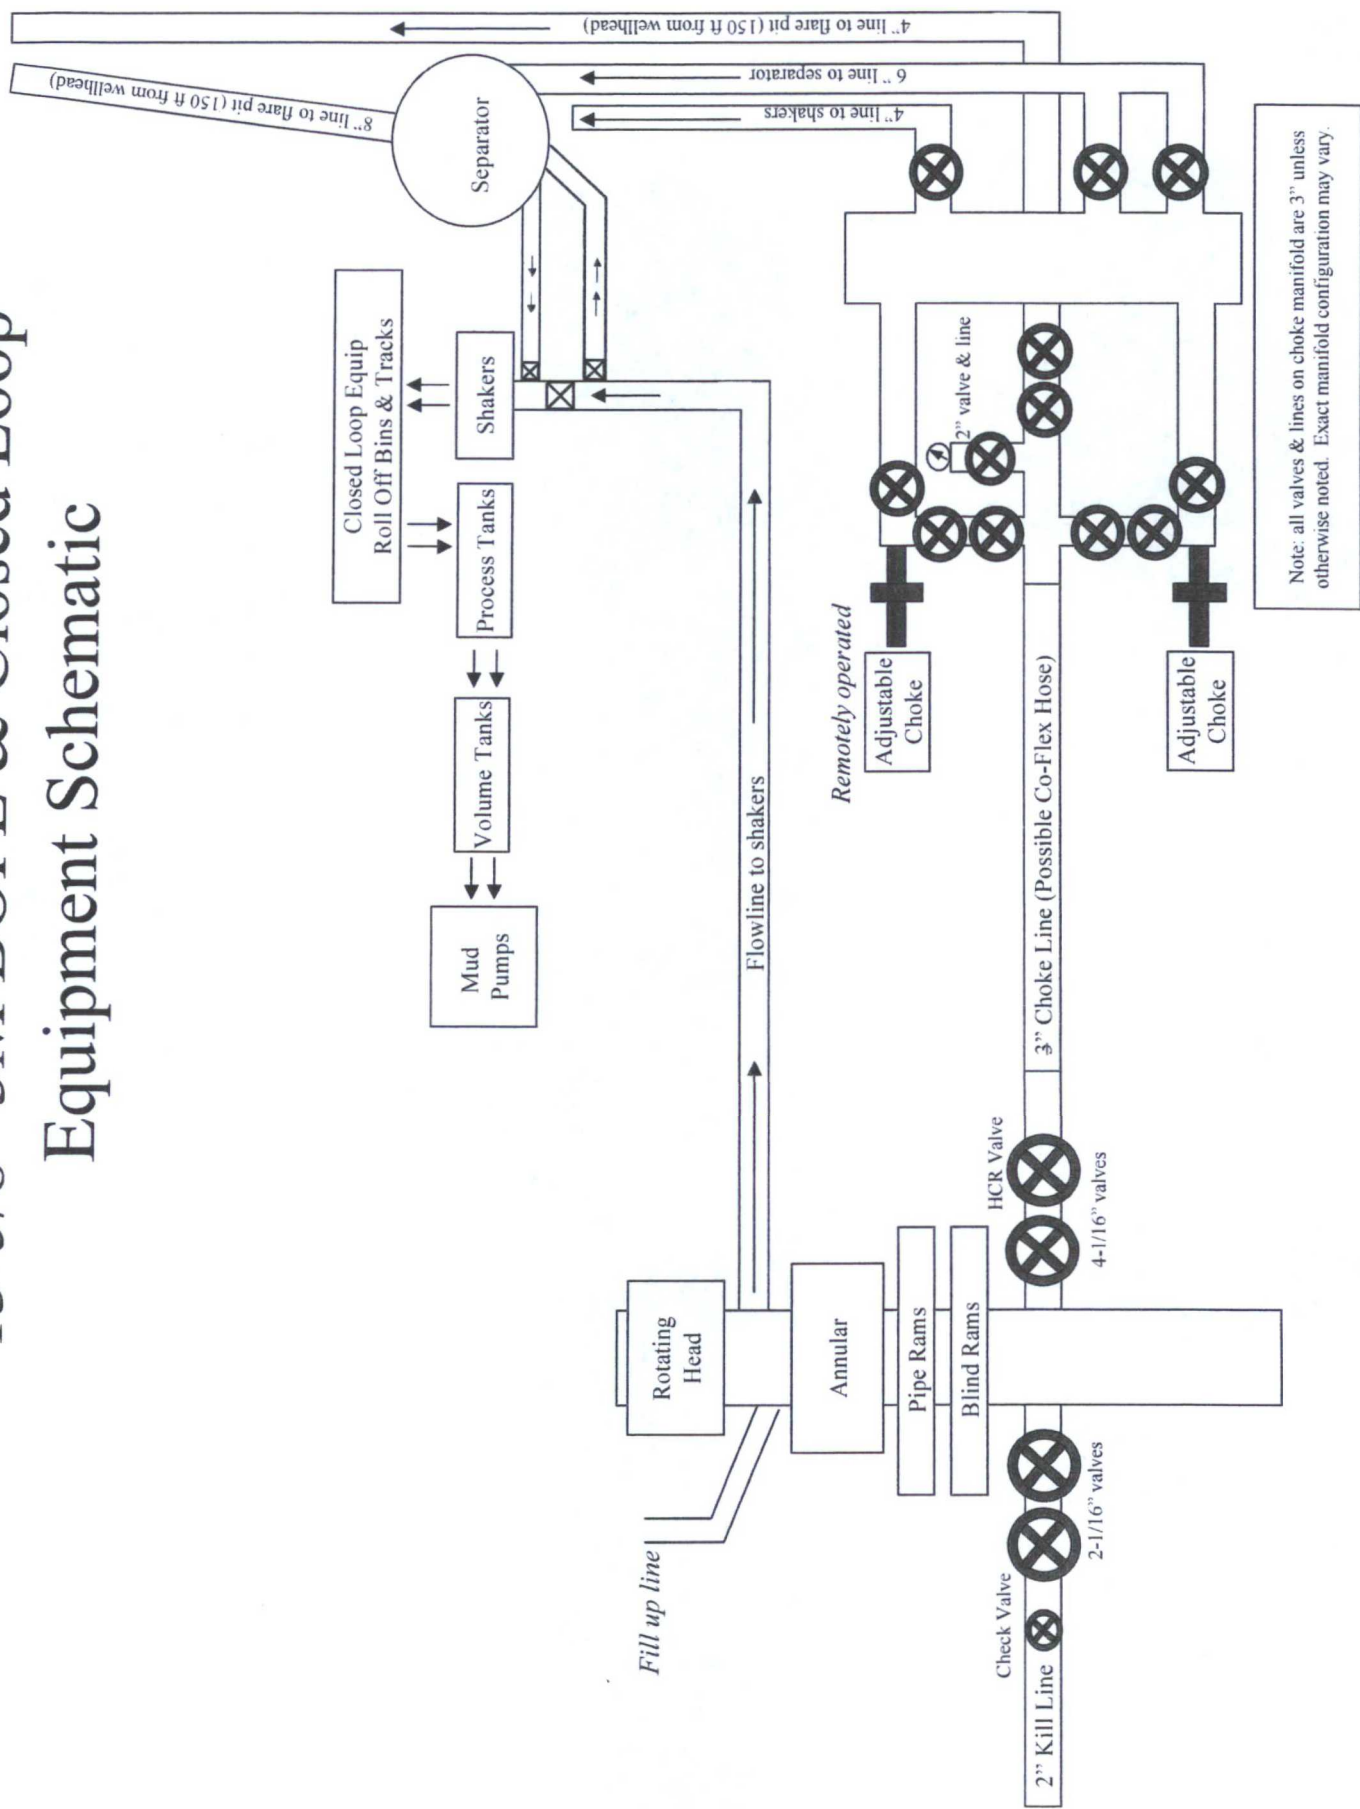 & Closed Loop
Equipment Schematic
4" line to flare pit (150 ft from wellhead)
8" line to flare pit (150 ft from wellhead)
6" line to separator
4" line to shakers
Separator
Closed Loop Equip
Roll Off Bins & Tracks
Shakers
Process Tanks
Volume Tanks
Mud
Pumps
Flowline to shakers
Rotating
Head
Fill up line
Annular
Pipe Rams
Blind Rams
Remotely operated
Adjustable
Choke
2" valve & line
HCR Valve
Check Valve
2" Kill Line
3" Choke Line (Possible Co-Flex Hose)
2-1/16" valves
4-1/16" valves
Adjustable
Choke
Note: all valves & lines on choke manifold are 3" unless
otherwise noted. Exact manifold configuration may vary.